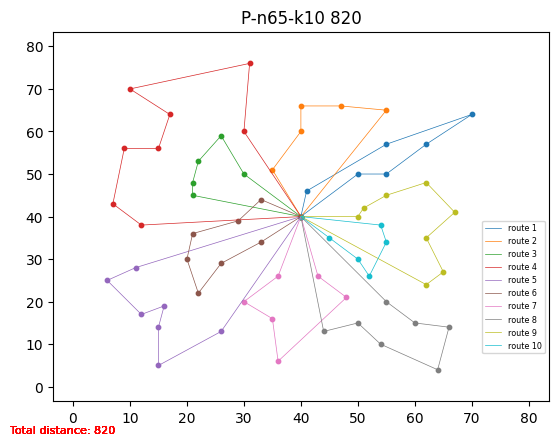 P-n65-k10 820
80
70
60
50
40
30
20
10
0
route 1
route 2
route 3
route 4
route 5
route 6
route 7
route 8
route 9
route 10
0 10 20 30 40 50 60 70 80
Total distance: 820